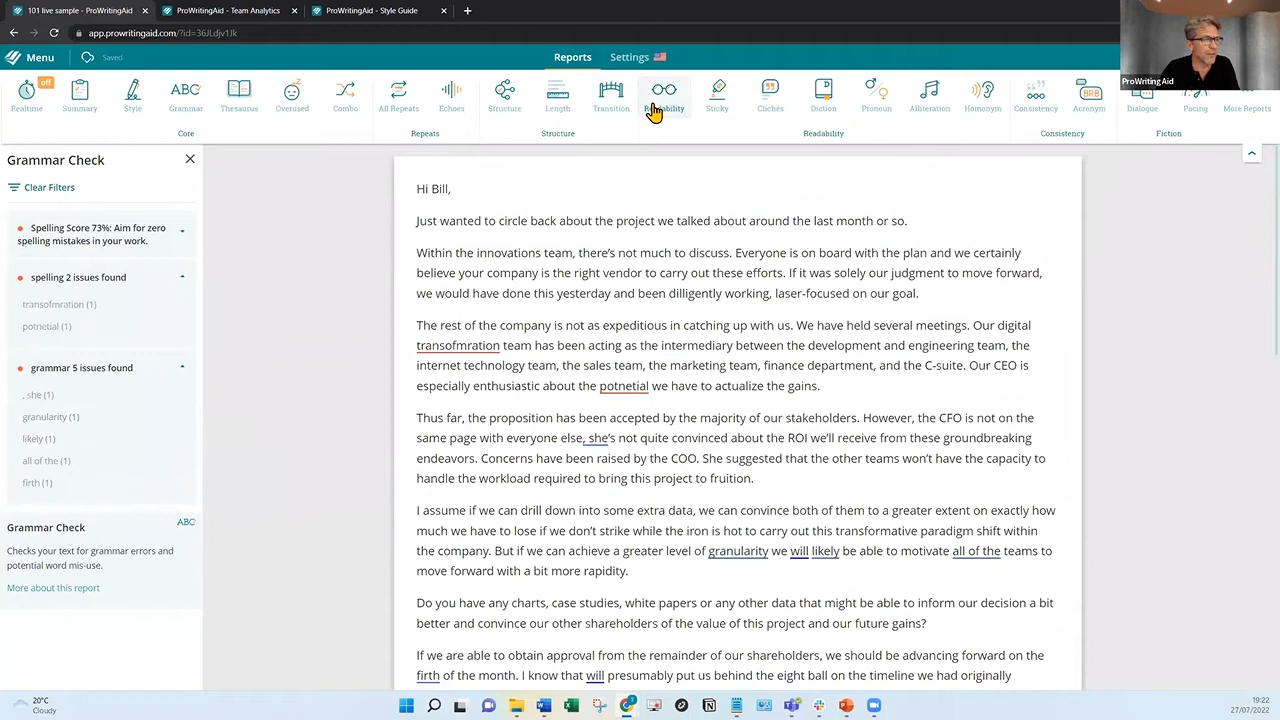 101 live sample - ProWritingAid
ProWritingAid - Team Analytics
ProWritingAid - Style Guide
app.prowritingaid.com/?id=36JLdjv1Jk
Menu
Saved
Reports
Settings
ProWriting Aid
off
Realtime
Summary
Style
ABC
Grammar
Thesaurus
Overused
Combo
All Repeats
Echoes
Structure
Length
Transition
Readability
Sticky
Clichés
Diction
Pronoun
Alliteration
Homonym
Consistency
BRB
Acronym
Dialogue
Pacing
More Reports
Core
Repeats
Structure
Readability
Consistency
Fiction
Grammar Check
Clear Filters
Spelling Score 73%: Aim for zero
spelling mistakes in your work.
spelling 2 issues found
transofmration (1)
potnetial (1)
grammar 5 issues found
, she (1)
granularity (1)
likely (1)
all of the (1)
firth (1)
Grammar Check
ABC
Checks your text for grammar errors and
potential word mis-use.
More about this report
Hi Bill,
Just wanted to circle back about the project we talked about around the last month or so.
Within the innovations team, there's not much to discuss. Everyone is on board with the plan and we certainly
believe your company is the right vendor to carry out these efforts. If it was solely our judgment to move forward,
we would have done this yesterday and been dilligently working, laser-focused on our goal.
The rest of the company is not as expeditious in catching up with us. We have held several meetings. Our digital
transofmration team has been acting as the intermediary between the development and engineering team, the
internet technology team, the sales team, the marketing team, finance department, and the C-suite. Our CEO is
especially enthusiastic about the potnetial we have to actualize the gains.
Thus far, the proposition has been accepted by the majority of our stakeholders. However, the CFO is not on the
same page with everyone else, she's not quite convinced about the ROI we'll receive from these groundbreaking
endeavors. Concerns have been raised by the COO. She suggested that the other teams won't have the capacity to
handle the workload required to bring this project to fruition.
I assume if we can drill down into some extra data, we can convince both of them to a greater extent on exactly how
much we have to lose if we don't strike while the iron is hot to carry out this transformative paradigm shift within
the company. But if we can achieve a greater level of granularity we will likely be able to motivate all of the teams to
move forward with a bit more rapidity.
Do you have any charts, case studies, white papers or any other data that might be able to inform our decision a bit
better and convince our other shareholders of the value of this project and our future gains?
If we are able to obtain approval from the remainder of our shareholders, we should be advancing forward on the
firth of the month. I know that will presumably put us behind the eight ball on the timeline we had originally
20°C
Cloudy
19:22
27/07/2022